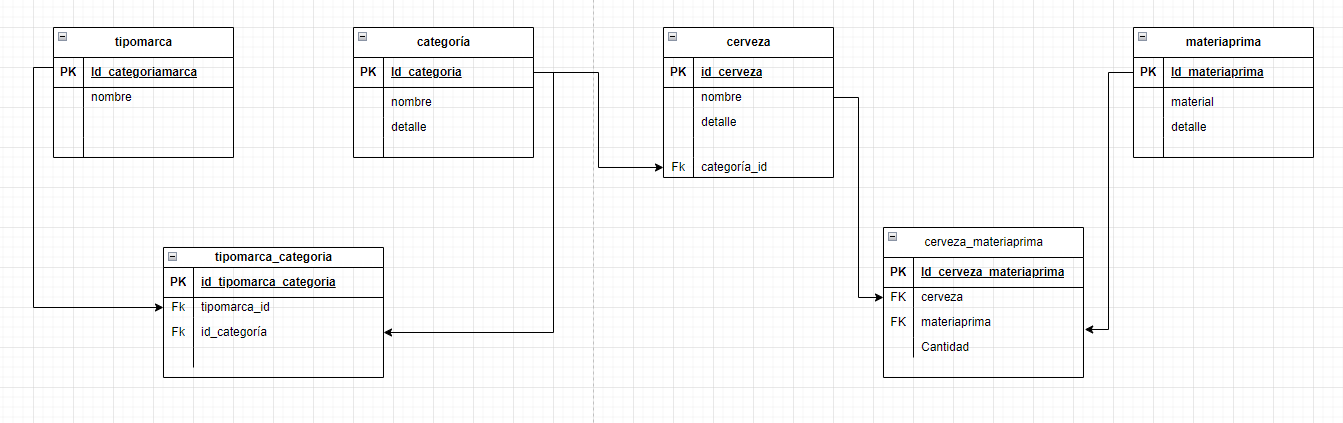 tipomarca
PK Id_categoriamarca
nombre
categoría
PK Id_categoria
nombre
detalle
cerveza
PK id_cerveza
nombre
detalle
Fk categoría_id
materiaprima
PK Id_materiaprima
material
detalle
tipomarca_categoria
PK id_tipomarca_categoria
Fk tipomarca_id
Fk id_categoría
cerveza_materiaprima
PK Id_cerveza_materiaprima
FK cerveza
FK materiaprima
Cantidad